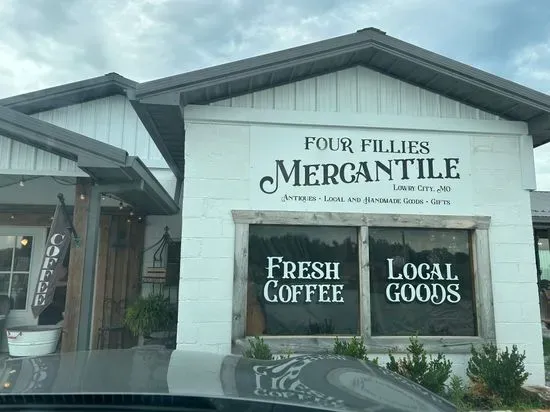 FOUR FILLIES
MERCANTILE
LOWRY CITY, MO
ANTIQUES • LOCAL AND HANDMADE GOODS • GIFTS
FRESH
COFFEE
LOCAL
GOODS
COFFEE